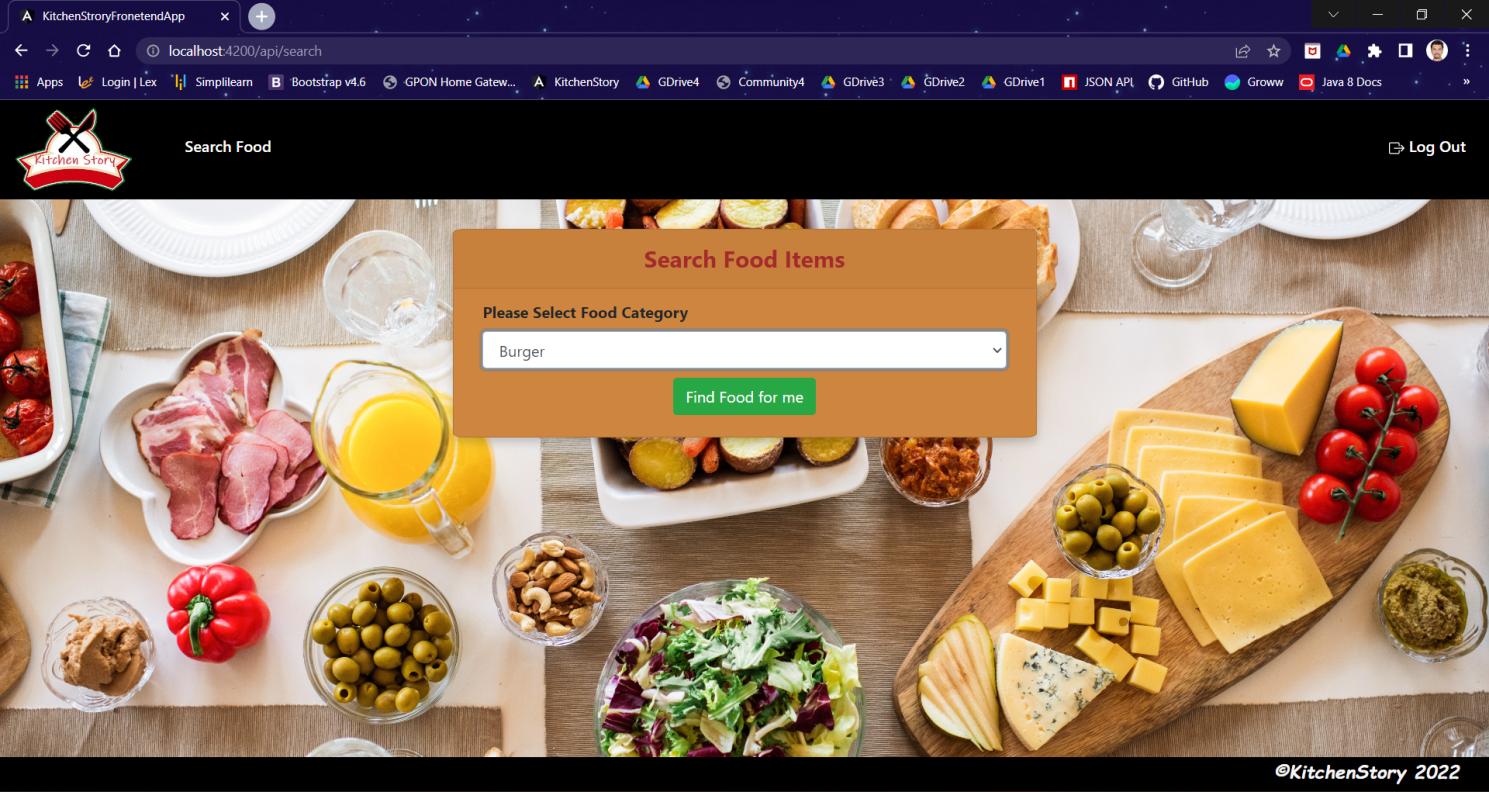 KitchenStroryFronetendApp
localhost:4200/api/search
Apps Login | Lex Simplilearn Bootstrap v4.6 GPON Home Gatew... KitchenStory GDrive4 Community4 GDrive3 GDrive2 GDrive1 JSON API, GitHub Groww Java 8 Docs »
Kitchen Story
Search Food
Log Out
Search Food Items
Please Select Food Category
Burger
Find Food for me
©KitchenStory 2022